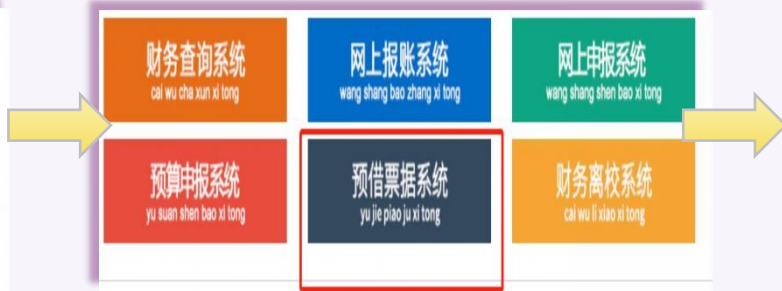 财务查询系统
cai wu cha xun xi tong
网上报账系统
wang shang bao zhang xi tong
网上申报系统
wang shang shen bao xi tong
预算申报系统
yu suan shen bao xi tong
预借票据系统
yu jie piao ju xi tong
财务离校系统
cai wu li xiao xi tong